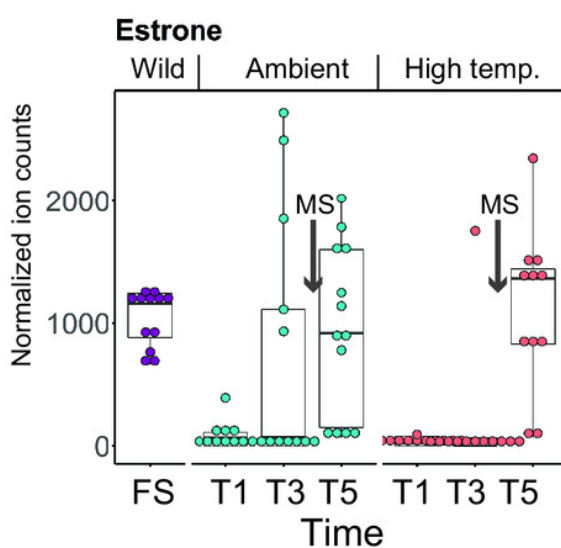 Estrone
Wild | Ambient | High temp.
Normalized ion counts
2000
1000
0
MS
MS
FS T1 T3 T5 T1 T3 T5
Time